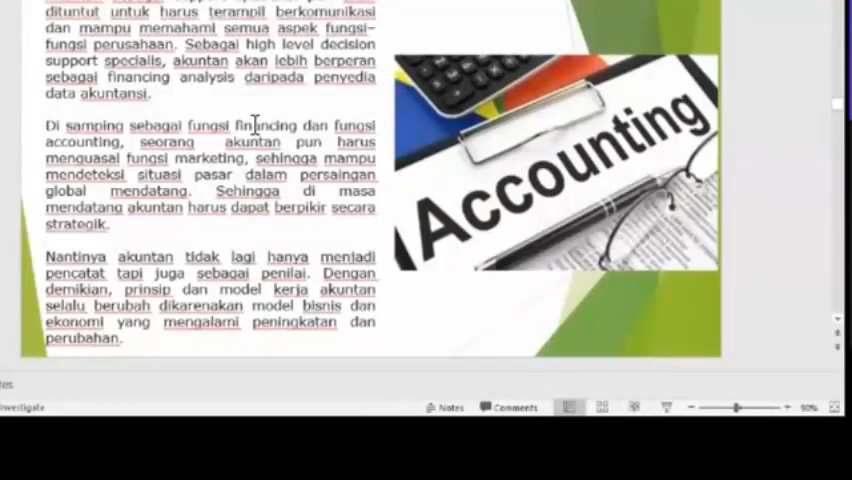 dituntut untuk harus terampil berkomunikasi
dan mampu memahami semua aspek fungsi–
fungsi perusahaan. Sebagai high level decision
support specialis, akuntan akan lebih berperan
sebagai financing analysis daripada penyedia
data akuntansi.
Di samping sebagai fungsi financing dan fungsi
accounting, seorang akuntan pun harus
menguasai fungsi marketing, sehingga mampu
mendeteksi situasi pasar dalam persaingan
global mendatang. Sehingga di masa
mendatang akuntan harus dapat berpikir secara
strategik.
Nantinya akuntan tidak lagi hanya menjadi
pencatat tapi juga sebagai penilai. Dengan
demikian, prinsip dan model kerja akuntan
selalu berubah dikarenakan model bisnis dan
ekonomi yang mengalami peningkatan dan
perubahan.
Accounting
tes
nvestigate
Notes
Comments
90%